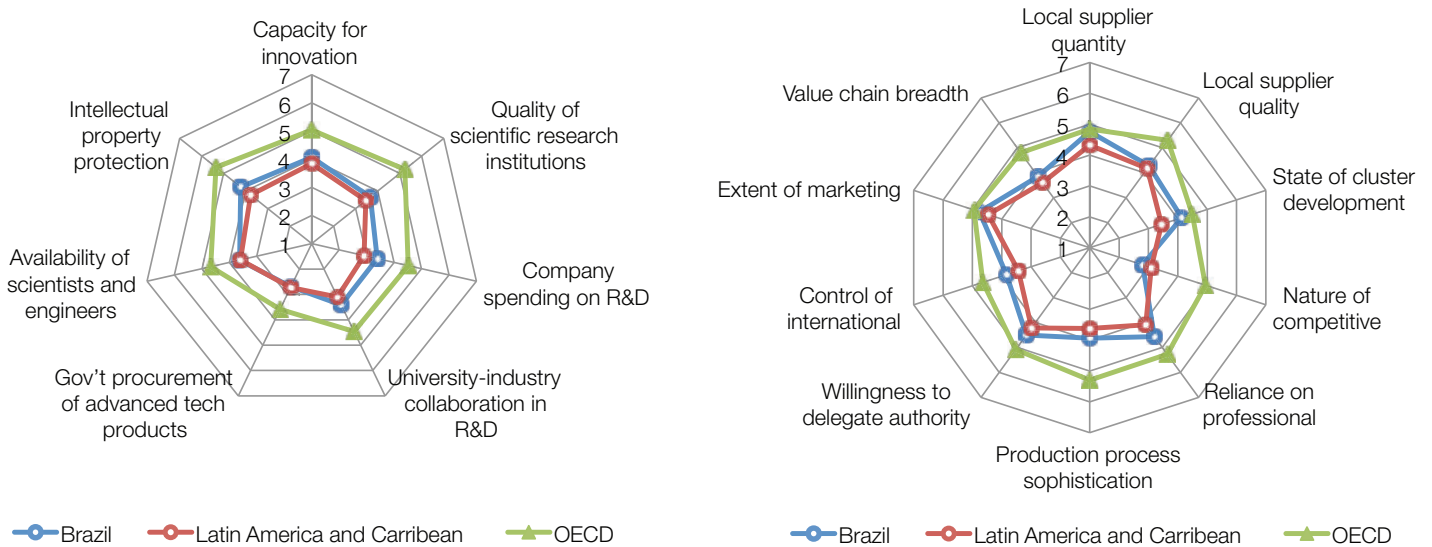 Capacity for
innovation
7
6
5
4
3
2
1
Quality of
scientific research
institutions
Company
spending on R&D
University-industry
collaboration in
R&D
Gov't procurement
of advanced tech
products
Availability of
scientists and
engineers
Intellectual
property
protection
Brazil
Latin America and Carribean
OECD
Local supplier
quantity
7
6
5
4
3
2
1
Local supplier
quality
State of cluster
development
Nature of
competitive
Reliance on
professional
Production process
sophistication
Willingness to
delegate authority
Control of
international
Extent of marketing
Value chain breadth
Brazil
Latin America and Carribean
OECD